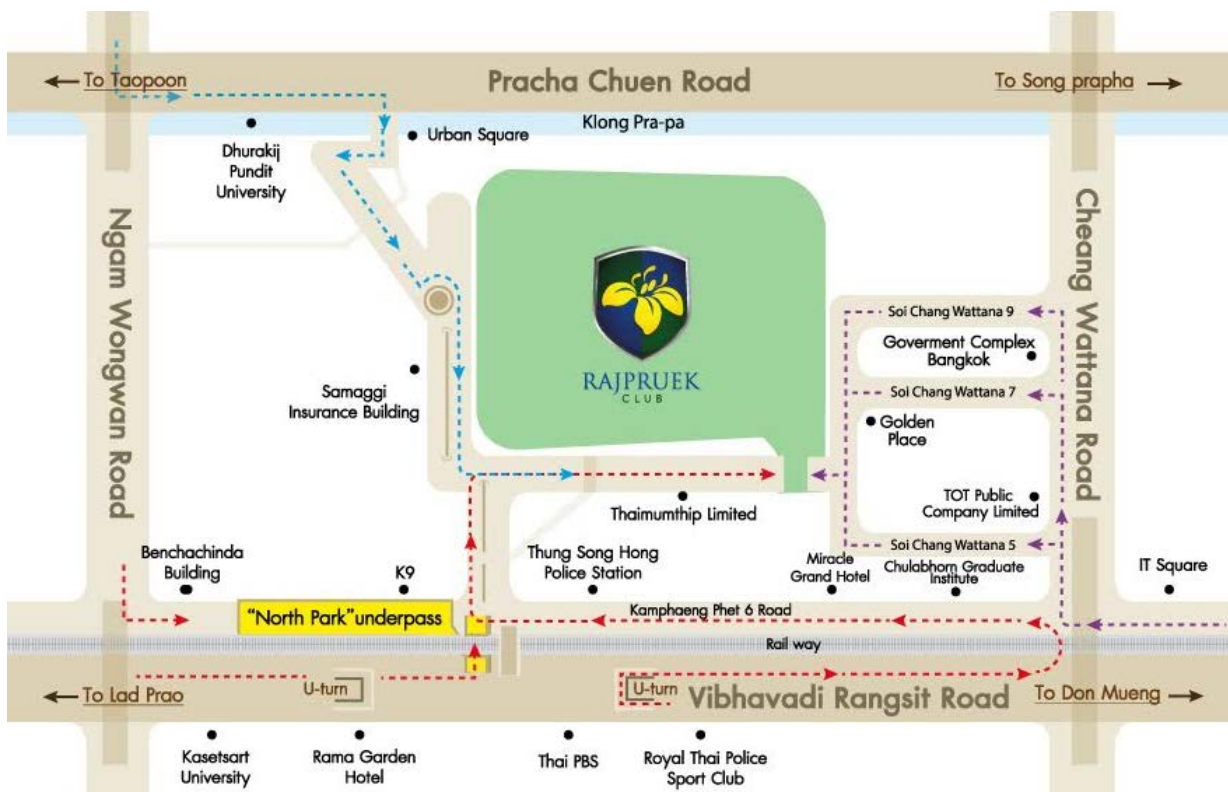 To Taopoon
Pracha Chuen Road
To Song prapha
Klong Pra-pa
Urban Square
Dhurakij
Pundit
University
Ngam Wongwan Road
Cheang Wattana Road
RAJPRUEK
CLUB
Soi Chang Wattana 9
Goverment Complex
Bangkok
Soi Chang Wattana 7
Golden
Place
Samaggi
Insurance Building
TOT Public
Company Limited
Thaimumthip Limited
Soi Chang Wattana 5
Benchachinda
Building
K9
Thung Song Hong
Police Station
Miracle
Grand Hotel
Chulabhorn Graduate
Institute
IT Square
"North Park"underpass
Kamphaeng Phet 6 Road
Rail way
To Lad Prao
U-turn
U-turn
Vibhavadi Rangsit Road
To Don Mueng
Kasetsart
University
Rama Garden
Hotel
Thai PBS
Royal Thai Police
Sport Club